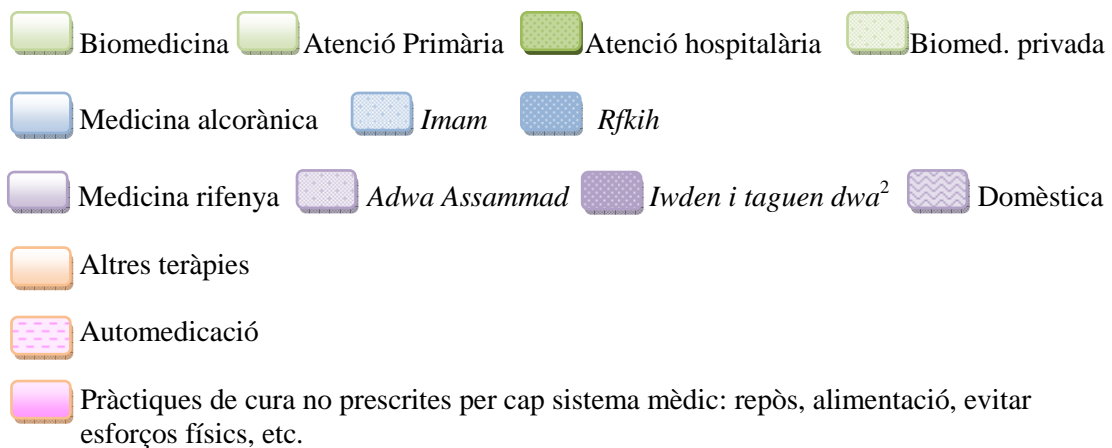 Biomedicina Atenció Primària Atenció hospitalària Biomed. privada
Medicina alcorànica Imam Rfkih
Medicina rifenya Adwa Assammad Iwden i taguen dwa² Domèstica
Altres teràpies
Automedicació
Pràctiques de cura no prescrites per cap sistema mèdic: repòs, alimentació, evitar
esforços físics, etc.